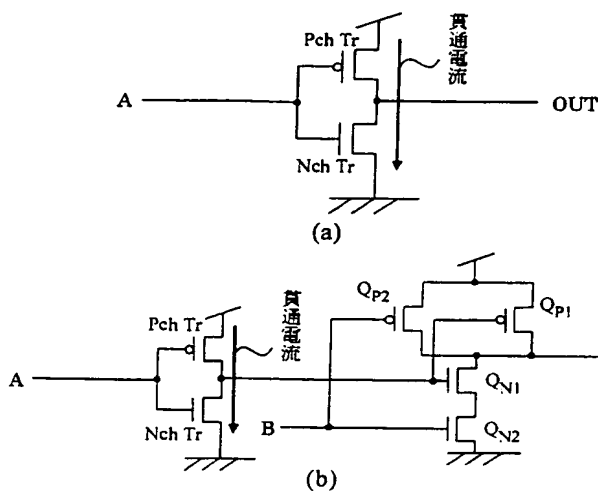 Pch Tr
貫通電流
A
OUT
Nch Tr
(a)
Pch Tr
貫通電流
QP2
QP1
A
QN1
Nch Tr
B
QN2
(b)